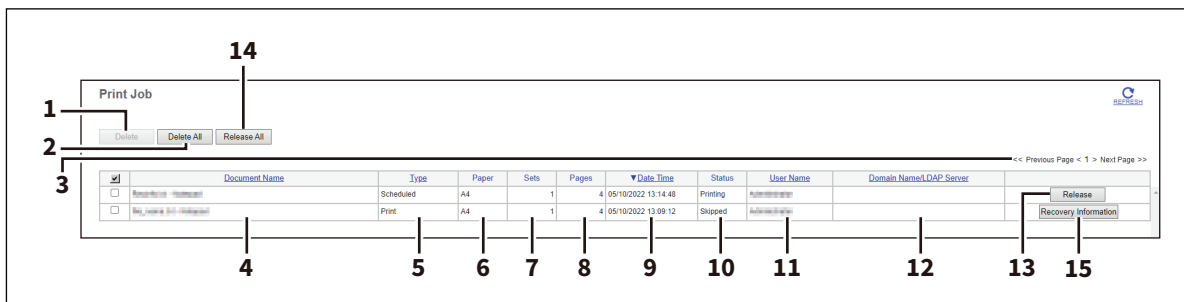 14
Print Job
REFRESH
1
Delete Delete All Release All
2
<< Previous Page < 1 > Next Page >>
3
Document Name Type Paper Sets Pages ▼Date Time Status User Name Domain Name/LDAP Server
Scheduled A4 1 4 05/10/2022 13:14:48 Printing Release
Print A4 1 4 05/10/2022 13:09:12 Skipped Recovery Information
4 5 6 7 8 9 10 11 12 13 15